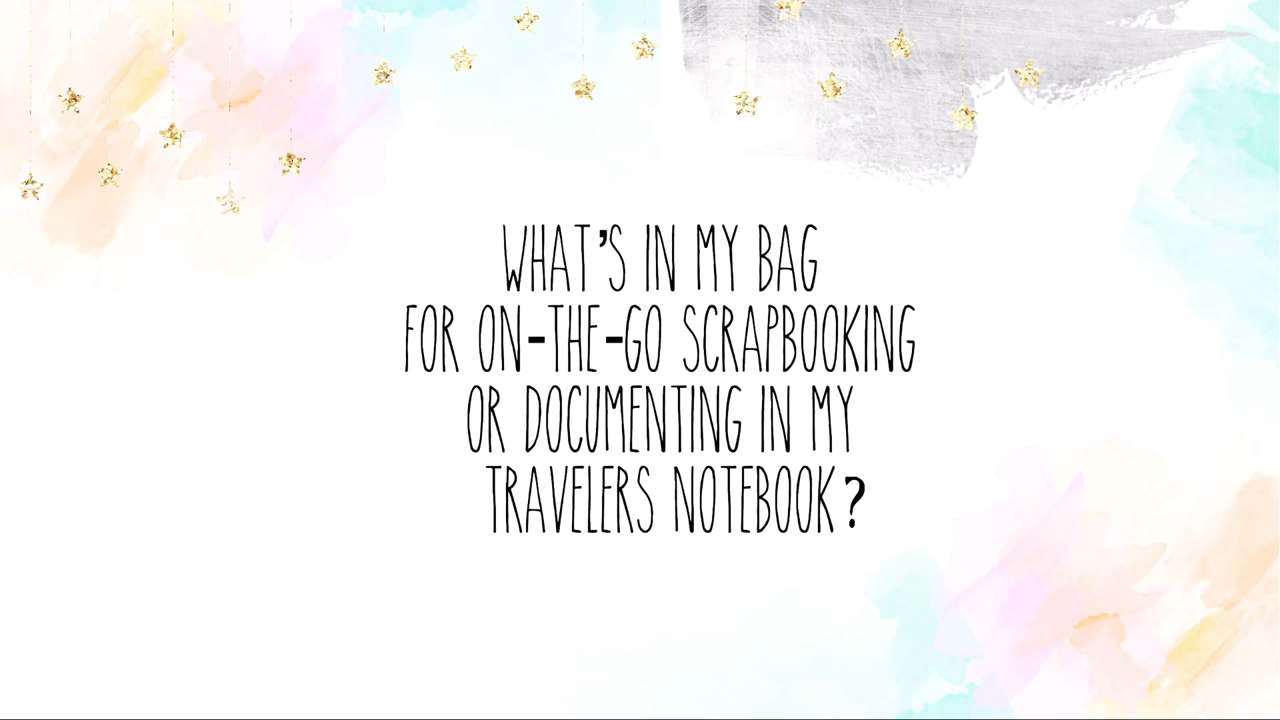 WHAT'S IN MY BAG
FOR ON-THE-GO SCRAPBOOKING
OR DOCUMENTING IN MY
TRAVELERS NOTEBOOK?